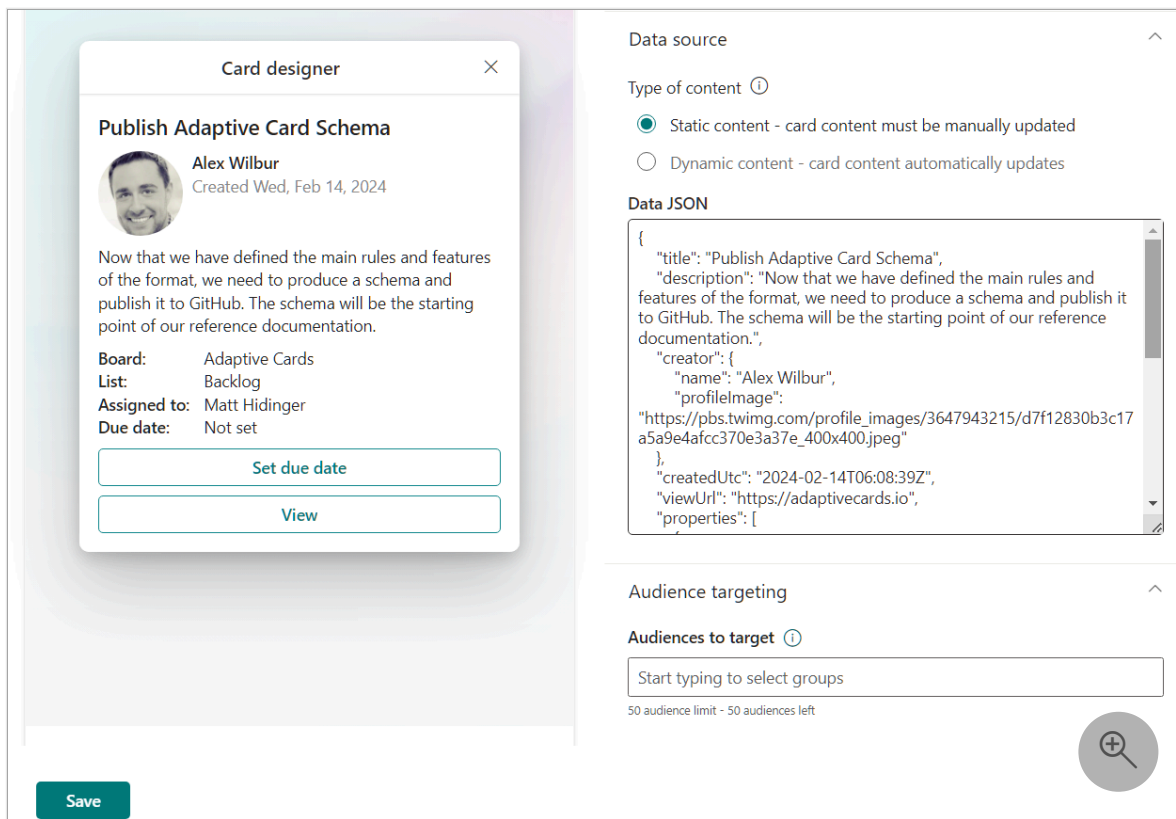 Card designer
Publish Adaptive Card Schema
Alex Wilbur
Created Wed, Feb 14, 2024
Now that we have defined the main rules and features
of the format, we need to produce a schema and
publish it to GitHub. The schema will be the starting
point of our reference documentation.
Board: Adaptive Cards
List: Backlog
Assigned to: Matt Hidinger
Due date: Not set
Set due date
View
Save
Data source
Type of content
Static content - card content must be manually updated
Dynamic content - card content automatically updates
Data JSON
{
"title": "Publish Adaptive Card Schema",
"description": "Now that we have defined the main rules and
features of the format, we need to produce a schema and publish it
to GitHub. The schema will be the starting point of our reference
documentation.",
"creator": {
"name": "Alex Wilbur",
"profileImage":
"https://pbs.twimg.com/profile_images/3647943215/d7f12830b3c17
a5a9e4afcc370e3a37e_400x400.jpeg"
},
"createdUtc": "2024-02-14T06:08:39Z",
"viewUrl": "https://adaptivecards.io",
"properties": [
Audience targeting
Audiences to target
Start typing to select groups
50 audience limit - 50 audiences left